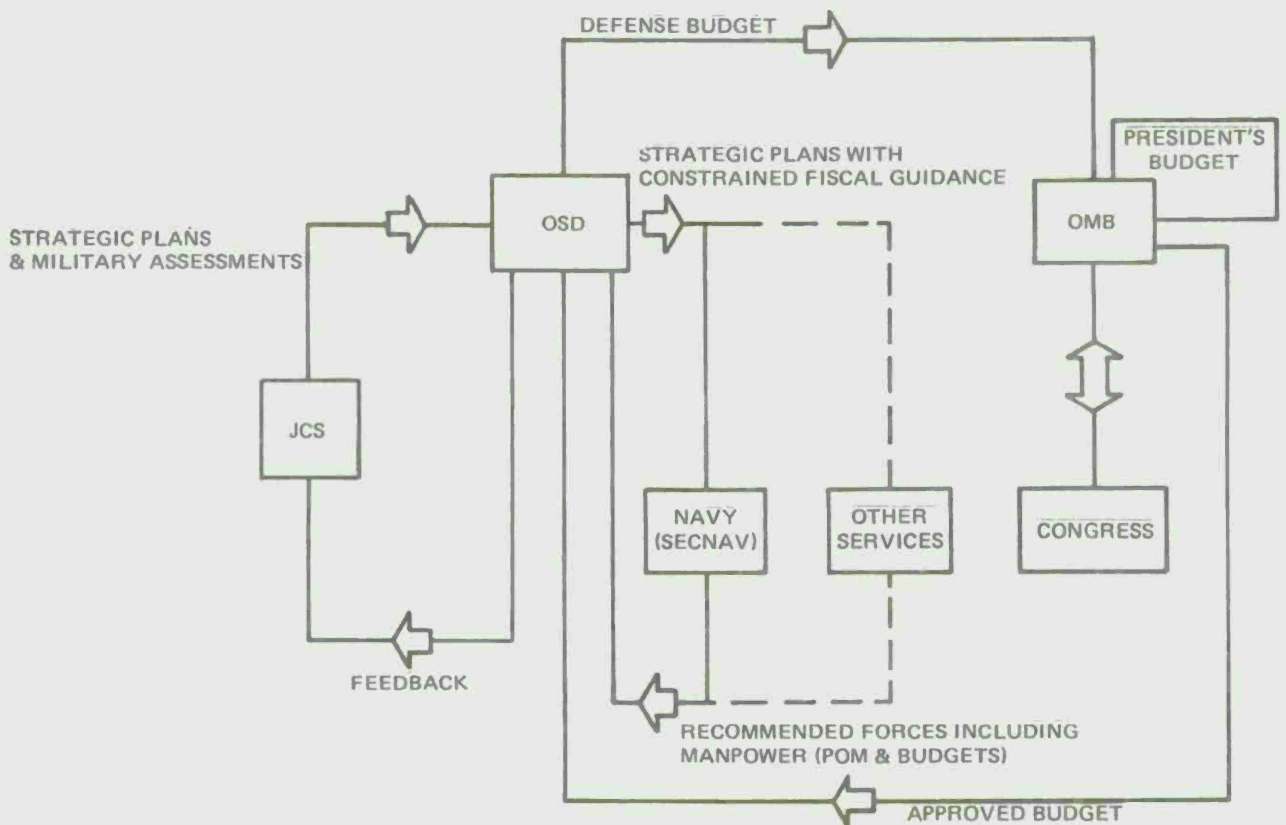 DEFENSE BUDGET
PRESIDENT'S
BUDGET
STRATEGIC PLANS WITH
CONSTRAINED FISCAL GUIDANCE
OSD
OMB
STRATEGIC PLANS
& MILITARY ASSESSMENTS
JCS
NAVY
(SECNAV)
OTHER
SERVICES
CONGRESS
FEEDBACK
RECOMMENDED FORCES INCLUDING
MANPOWER (POM & BUDGETS)
APPROVED BUDGET